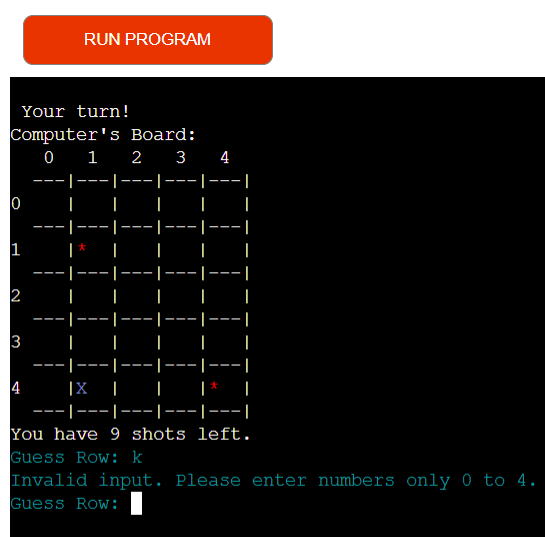 RUN PROGRAM
Your turn!
Computer's Board:
    0   1   2   3   4
  ---|---|---|---|---|
0    |   |   |   |   |
  ---|---|---|---|---|
1    |*  |   |   |   |
  ---|---|---|---|---|
2    |   |   |   |   |
  ---|---|---|---|---|
3    |   |   |   |   |
  ---|---|---|---|---|
4    |X  |   |   |*  |
  ---|---|---|---|---|
You have 9 shots left.
Guess Row: k
Invalid input. Please enter numbers only 0 to 4.
Guess Row: